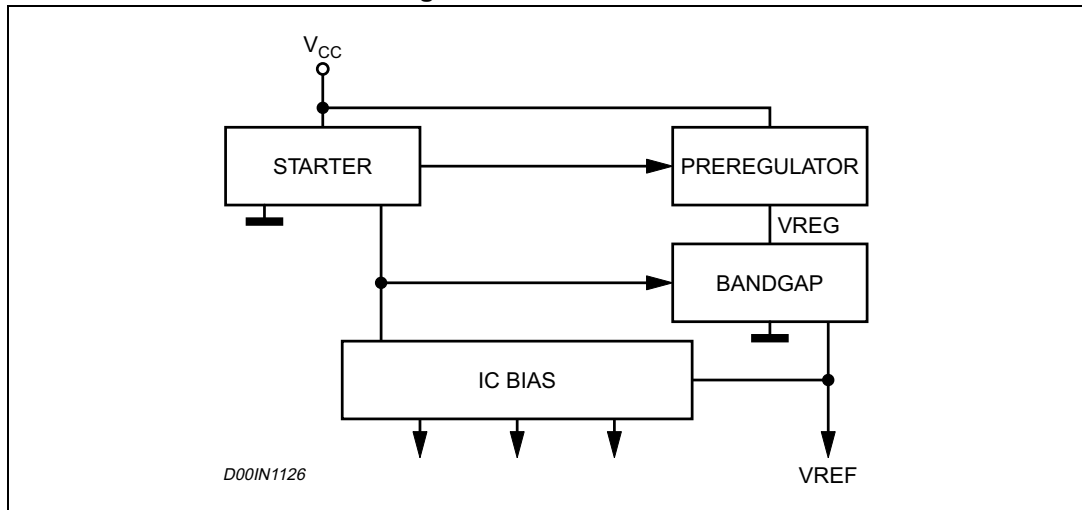 VCC
STARTER
PREREGULATOR
VREG
BANDGAP
IC BIAS
D00IN1126
VREF